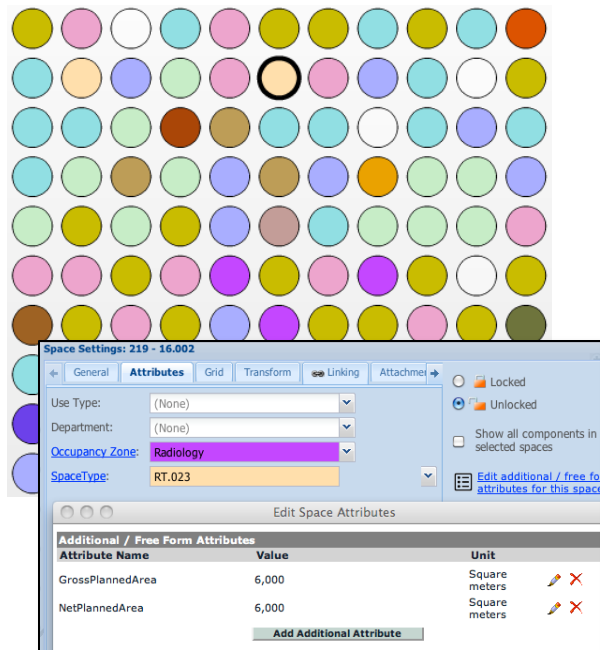 Space Settings: 219 - 16.002
General Attributes Grid Transform Linking
Locked
Unlocked
Use Type: (None)
Department: (None)
Show all components in
selected spaces
Occupancy Zone: Radiology
SpaceType: RT.023
Edit additional / free
attributes for this
Edit Space Attributes
Additional / Free Form Attributes
Attribute Name Value Unit
GrossPlannedArea 6,000 Square
meters
NetPlannedArea 6,000 Square
meters
Add Additional Attribute